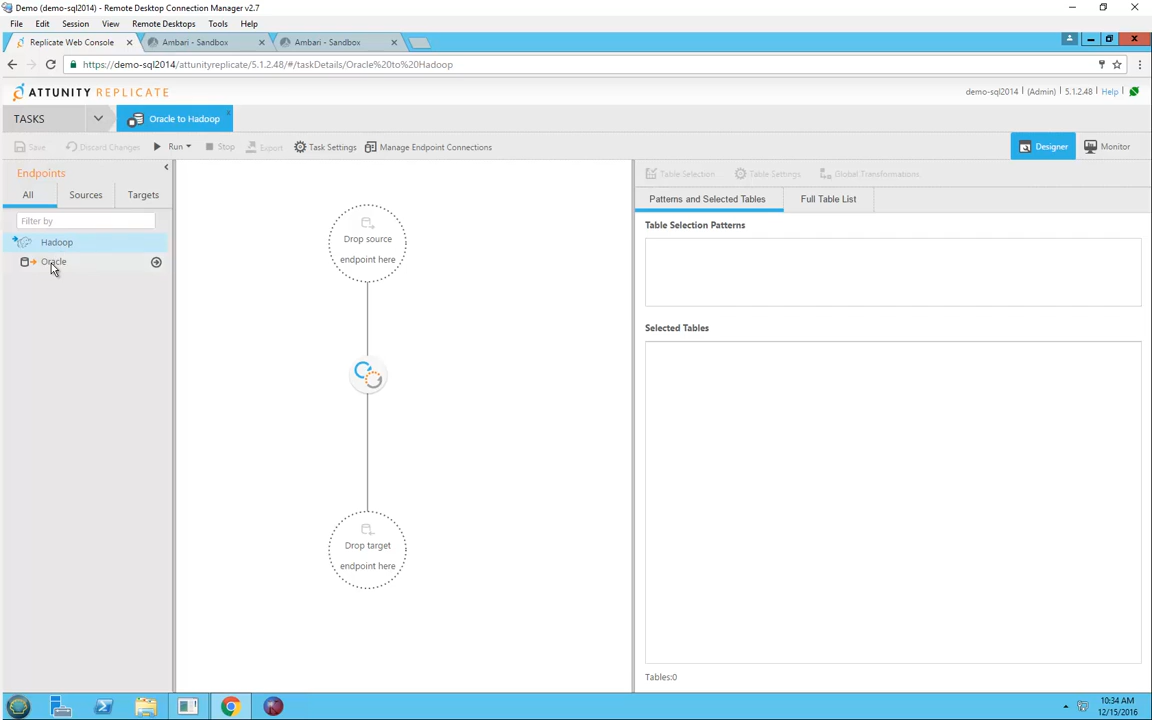 Demo (demo-sql2014) - Remote Desktop Connection Manager v2.7
File Edit Session View Remote Desktops Tools Help
Replicate Web Console Ambari - Sandbox Ambari - Sandbox
https://demo-sql2014/attunityreplicate/5.1.2.48/#/taskDetails/Oracle%20to%20Hadoop
ATTUNITY REPLICATE demo-sql2014 | (Admin) | 5.1.2.48 | Help |
TASKS Oracle to Hadoop
Save Discard Changes Run Stop Export Task Settings Manage Endpoint Connections Designer Monitor
Endpoints
All Sources Targets
Filter by
Hadoop
Oracle
Drop source
endpoint here
Drop target
endpoint here
Table Selection Table Settings Global Transformations
Patterns and Selected Tables Full Table List
Table Selection Patterns
Selected Tables
Tables:0
10:34 AM
12/15/2016